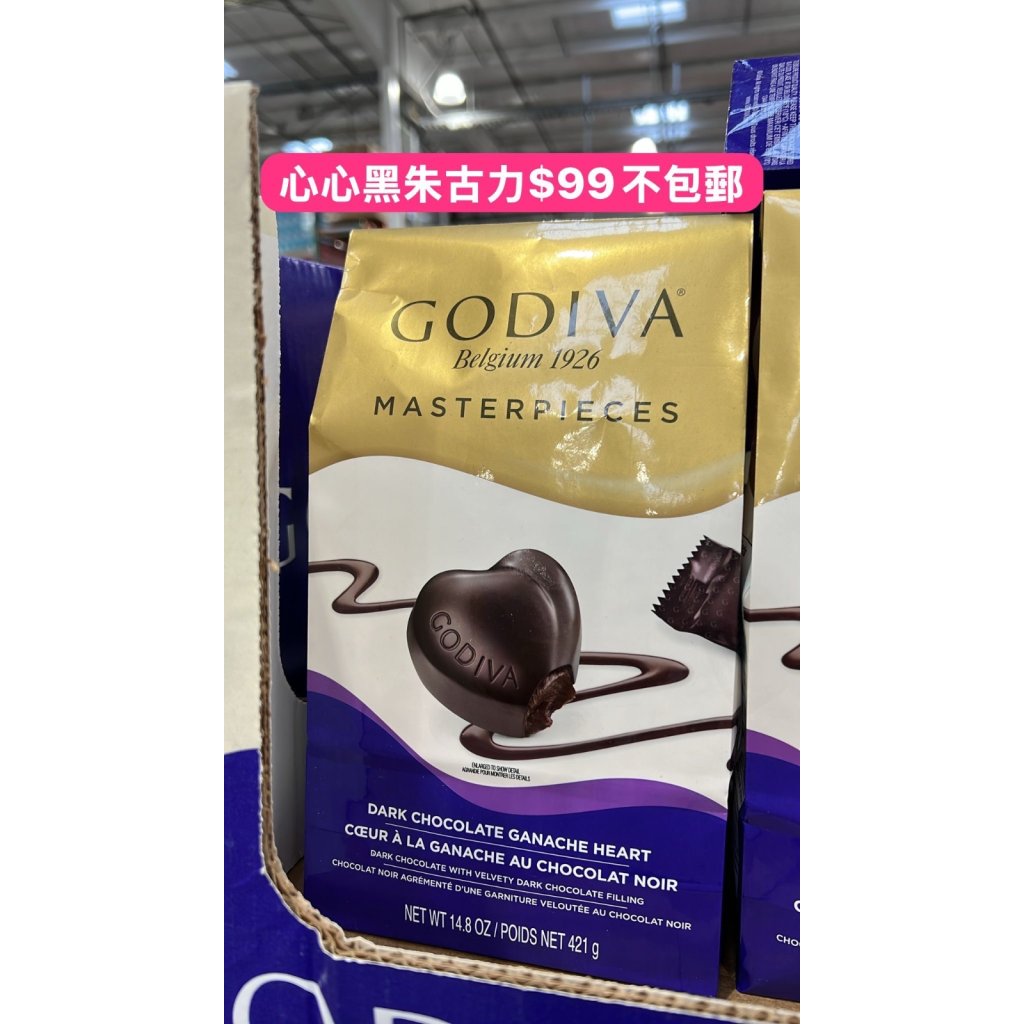 心心黑朱古力$99不包郵
GODIVA®
Belgium 1926
MASTERPIECES
GODIVA
ENLARGED TO SHOW DETAIL
AGRANDIE POUR MONTRER LES DÉTAILS
DARK CHOCOLATE GANACHE HEART
CŒUR À LA GANACHE AU CHOCOLAT NOIR
DARK CHOCOLATE WITH VELVETY DARK CHOCOLATE FILLING
CHOCOLAT NOIR AGRÉMENTÉ D'UNE GARNITURE VELOUTÉE AU CHOCOLAT NOIR
NET WT 14.8 OZ / POIDS NET 421 g